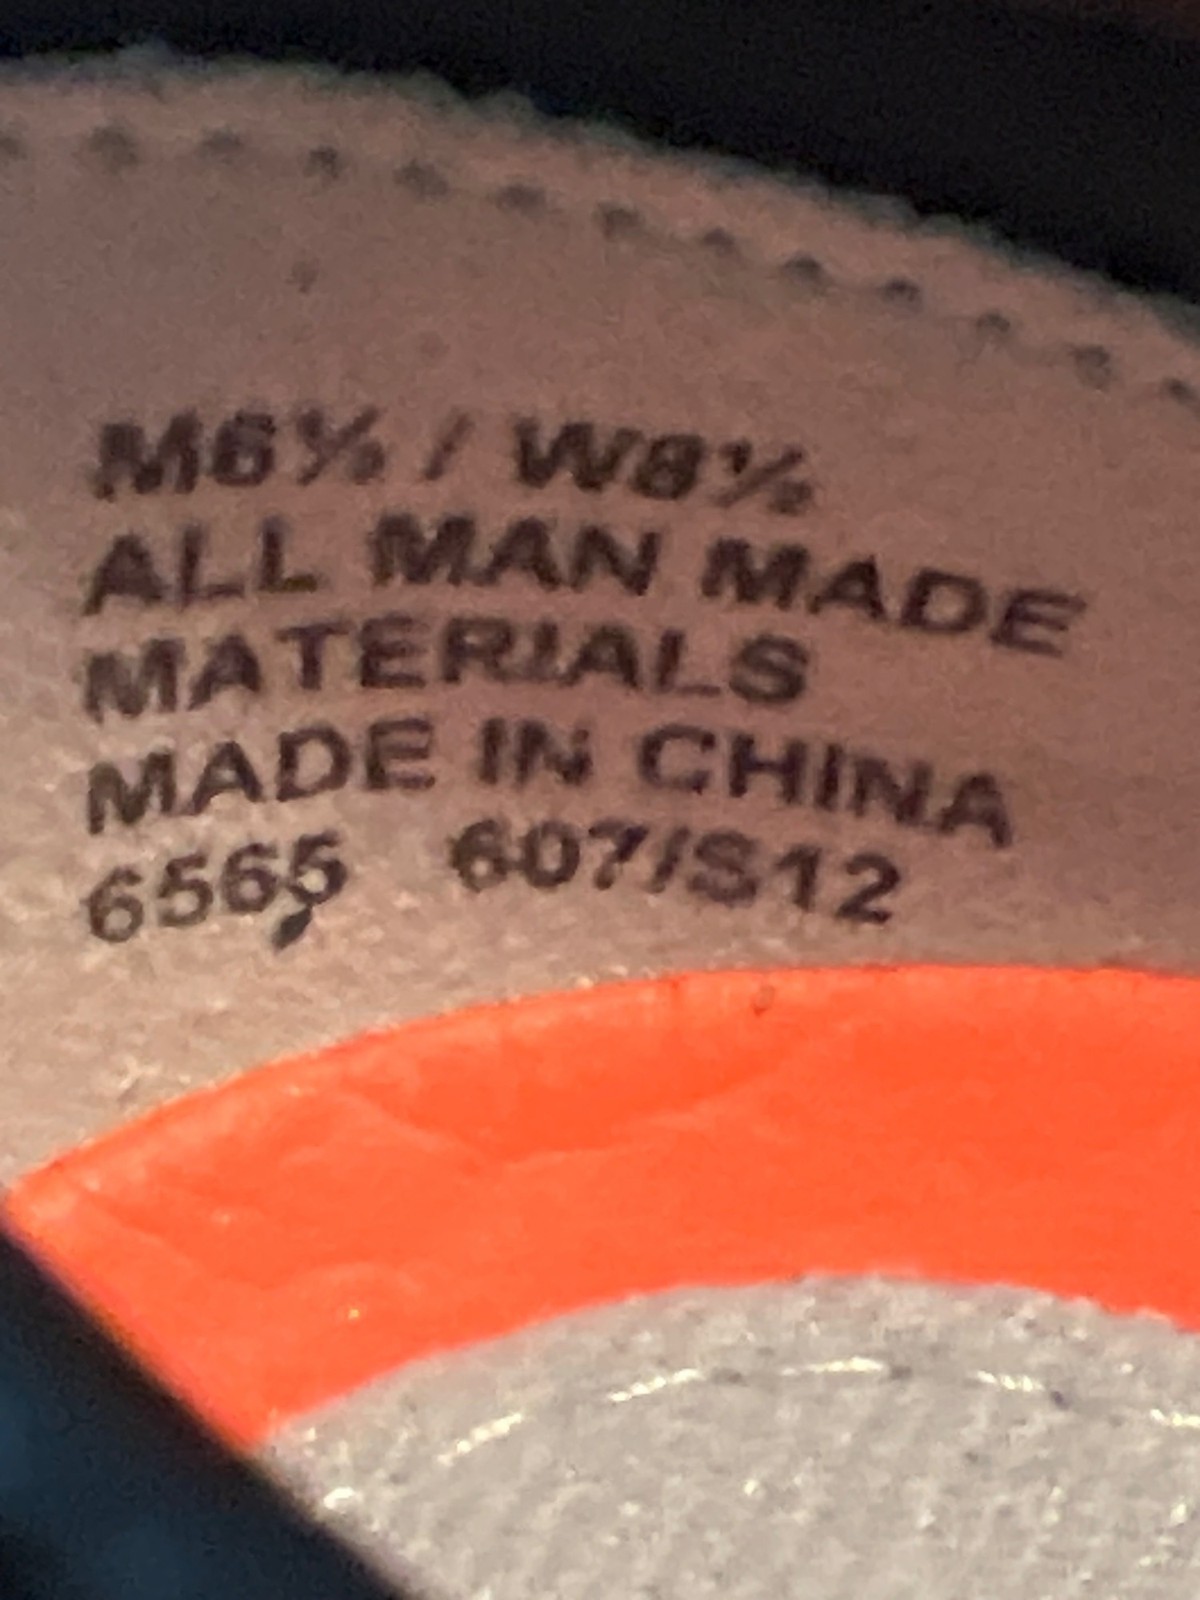 M6½ / W8½
ALL MAN MADE
MATERIALS
MADE IN CHINA
6565 607/S12